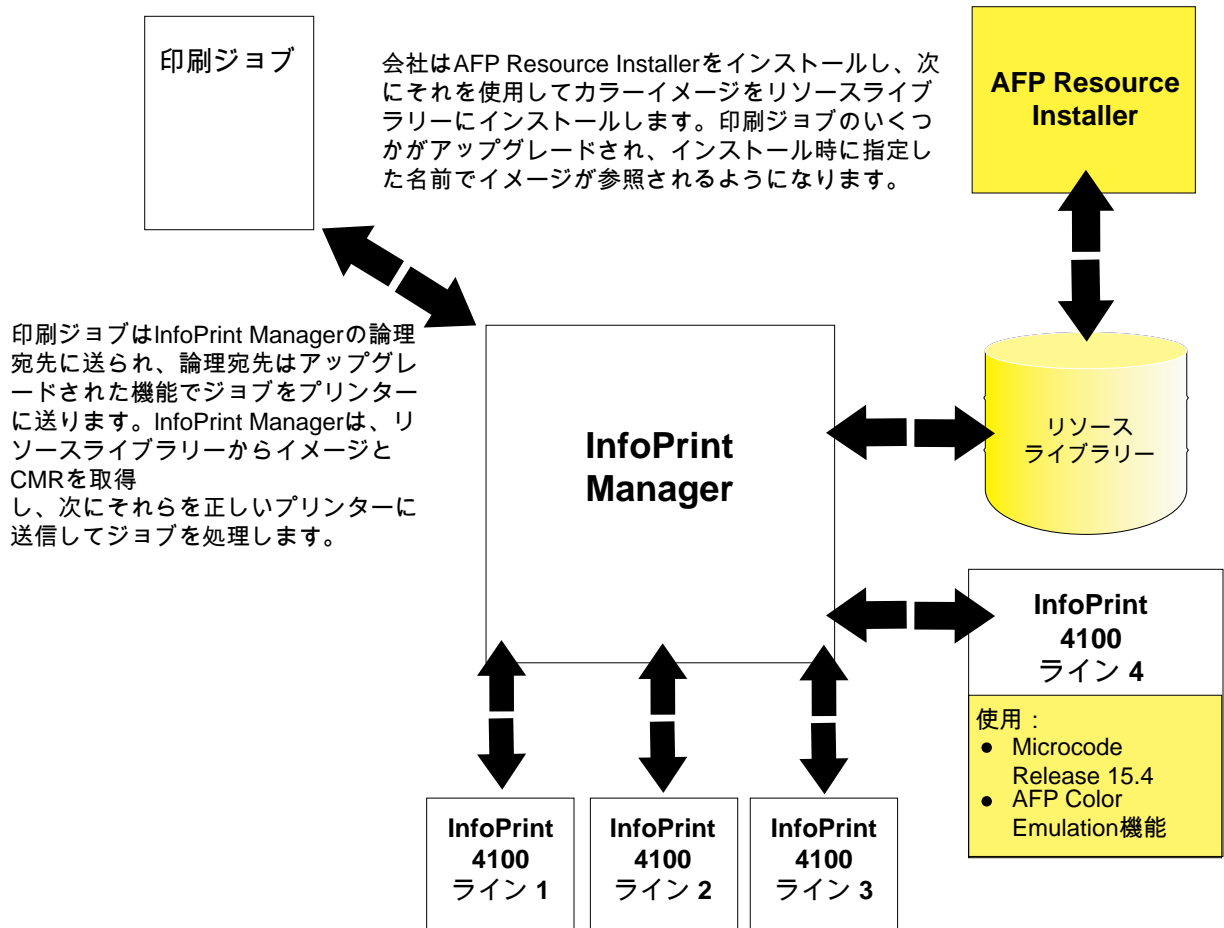 印刷ジョブ
会社はAFP Resource Installerをインストールし、次
にそれを使用してカラーイメージをリソースライブ
ラリーにインストールします。印刷ジョブのいくつ
かがアップグレードされ、インストール時に指定し
た名前でイメージが参照されるようになります。
AFP Resource
Installer
印刷ジョブはInfoPrint Managerの論理
宛先に送られ、論理宛先はアップグレ
ードされた機能でジョブをプリンター
に送ります。InfoPrint Managerは、リ
ソースライブラリーからイメージと
CMRを取得
し、次にそれらを正しいプリンターに
送信してジョブを処理します。
InfoPrint
Manager
リソース
ライブラリー
InfoPrint
4100
ライン 4
使用：
● Microcode
Release 15.4
● AFP Color
Emulation機能
InfoPrint
4100
ライン 1
InfoPrint
4100
ライン 2
InfoPrint
4100
ライン 3